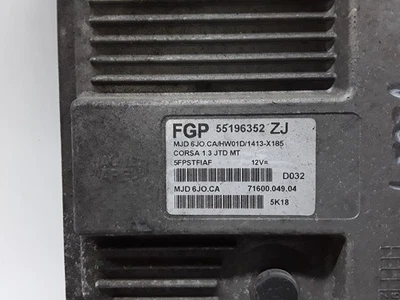 FGP 55196352 ZJ
MJD 6JO.CA/HW01D/1413-X185
CORSA 1.3 JTD MT
5FPSTFIAF 12V=
D032
MJD 6JO.CA 71600.049.04
5K18